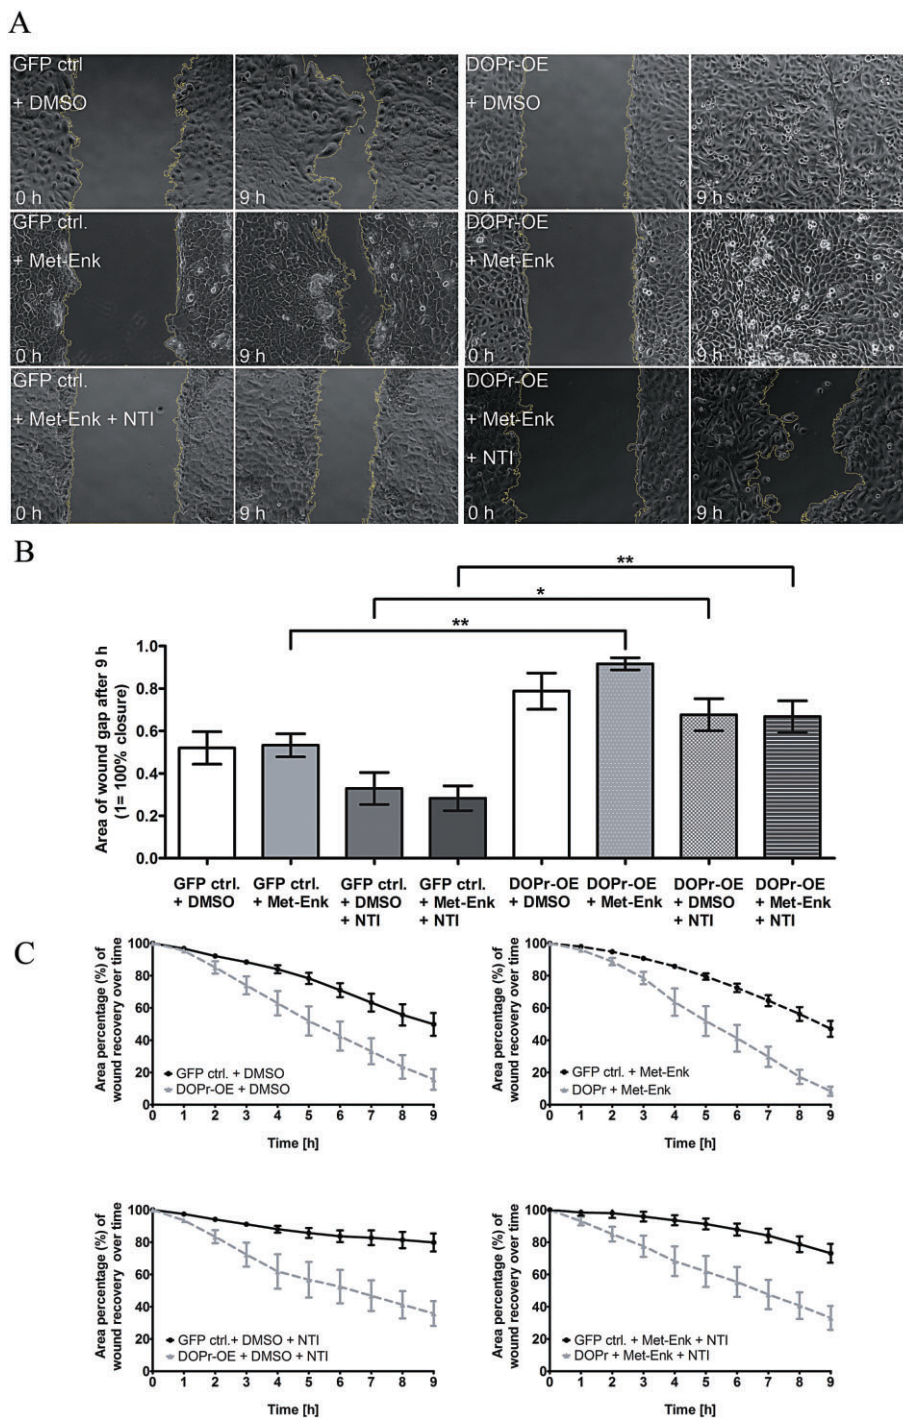 A
GFP ctrl
+ DMSO
0 h
9 h
DOPr-OE
+ DMSO
0 h
9 h
GFP ctrl.
+ Met-Enk
0 h
9 h
DOPr-OE
+ Met-Enk
0 h
9 h
GFP ctrl.
+ Met-Enk + NTI
0 h
9 h
DOPr-OE
+ Met-Enk
+ NTI
0 h
9 h
B
**
*
**
Area of wound gap after 9 h
(1= 100% closure)
1.0
0.8
0.6
0.4
0.2
0.0
GFP ctrl.
+ DMSO
GFP ctrl.
+ Met-Enk
GFP ctrl.
+ DMSO
+ NTI
GFP ctrl.
+ Met-Enk
+ NTI
DOPr-OE
+ DMSO
DOPr-OE
+ Met-Enk
DOPr-OE
+ DMSO
+ NTI
DOPr-OE
+ Met-Enk
+ NTI
C
Area percentage (%) of
wound recovery over time
100
80
60
40
20
0
GFP ctrl. + DMSO
DOPr-OE + DMSO
0 1 2 3 4 5 6 7 8 9
Time [h]
Area percentage (%) of
wound recovery over time
100
80
60
40
20
0
GFP ctrl. + Met-Enk
DOPr + Met-Enk
0 1 2 3 4 5 6 7 8 9
Time [h]
Area percentage (%) of
wound recovery over time
100
80
60
40
20
0
GFP ctrl.+ DMSO + NTI
DOPr-OE + DMSO + NTI
0 1 2 3 4 5 6 7 8 9
Time [h]
Area percentage (%) of
wound recovery over time
100
80
60
40
20
0
GFP ctrl. + Met-Enk + NTI
DOPr + Met-Enk + NTI
0 1 2 3 4 5 6 7 8 9
Time [h]